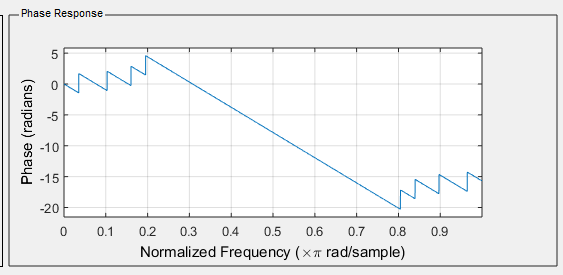 Phase Response
5
0
-5
-10
-15
-20
Phase (radians)
0 0.1 0.2 0.3 0.4 0.5 0.6 0.7 0.8 0.9
Normalized Frequency (×π rad/sample)